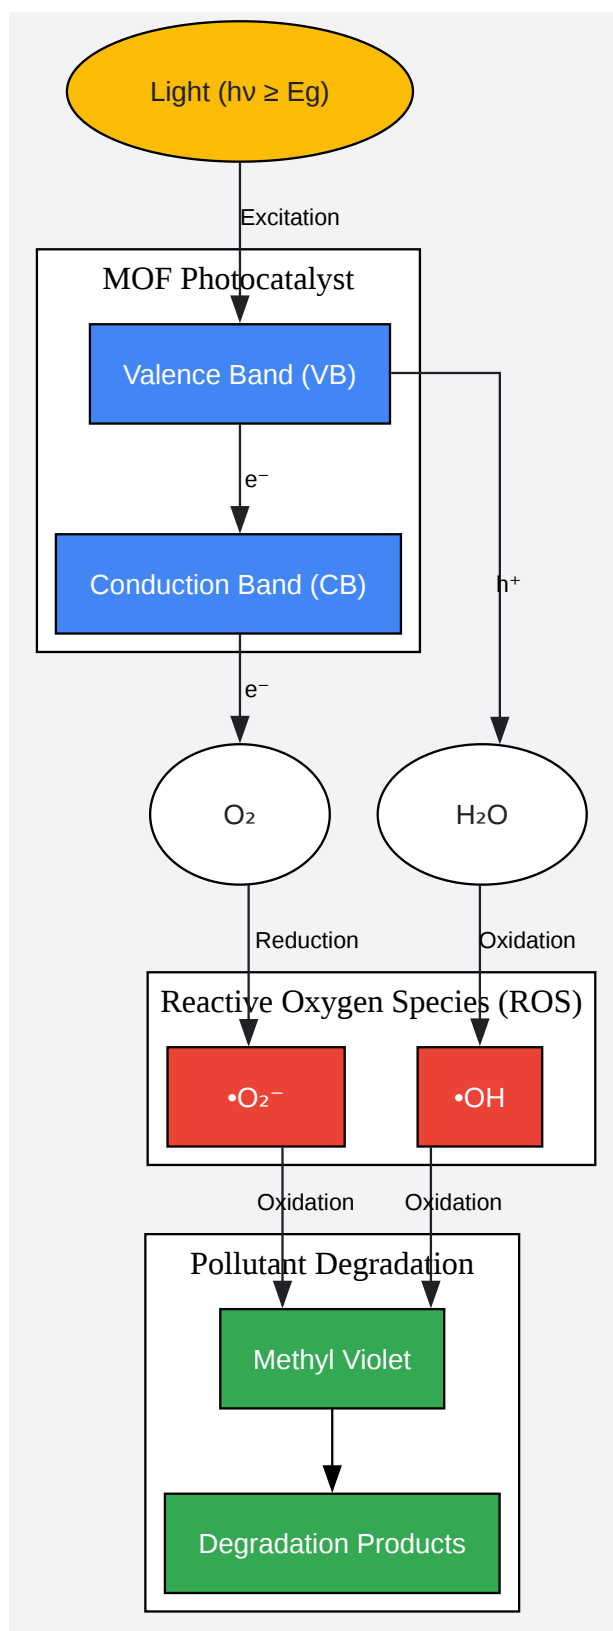 Light (hν ≥ Eg)
Excitation
MOF Photocatalyst
Valence Band (VB)
e⁻
Conduction Band (CB)
h⁺
e⁻
O₂
H₂O
Reduction
Oxidation
Reactive Oxygen Species (ROS)
•O₂⁻
•OH
Oxidation
Oxidation
Pollutant Degradation
Methyl Violet
Degradation Products